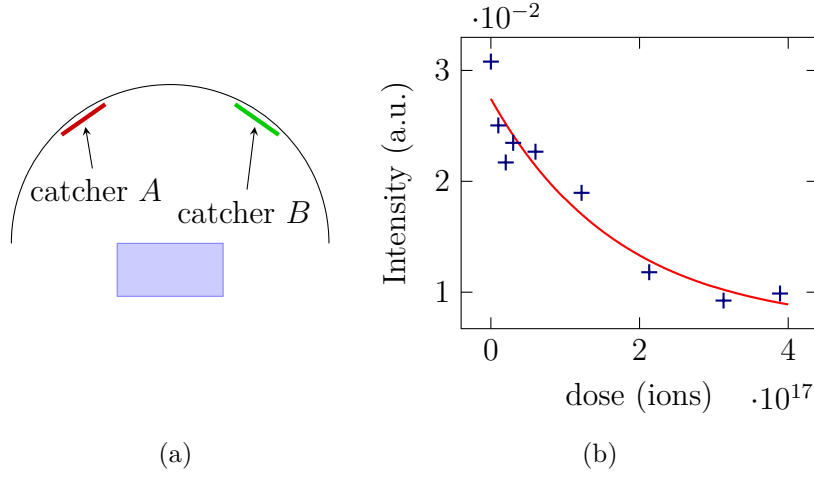 catcher A
catcher B
(a)
·10−2
3
2
1
Intensity (a.u.)
0
2
4
dose (ions)
·1017
(b)